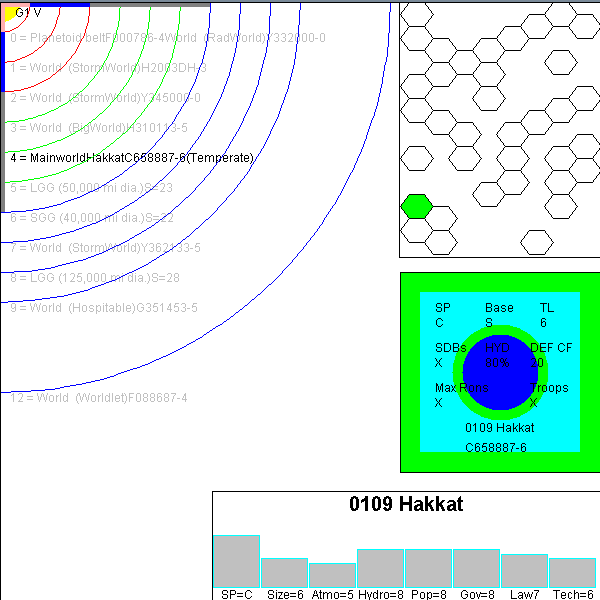 G1 V
0 = Planetoid beltF000786-4World (RadWorld)Y332000-0
1 = World (StormWorld)H2003DH-3
2 = World (StormWorld)Y345000-0
3 = World (BigWorld)H310113-5
4 = MainworldHakkatC658887-6(Temperate)
5 = LGG (50,000 mi dia.)S=23
6 = SGG (40,000 mi dia.)S=22
7 = World (StormWorld)Y362133-5
8 = LGG (125,000 mi dia.)S=28
9 = World (Hospitable)G351453-5
12 = World (Worldlet)F088687-4
SP Base TL
C S 6
SDBs HYD DEF CF
X 80% 20
Max Troops
X X
0109 Hakkat
C658887-6
0109 Hakkat
SP=C Size=6 Atmo=5 Hydro=8 Pop=8 Gov=8 Law7 Tech=6